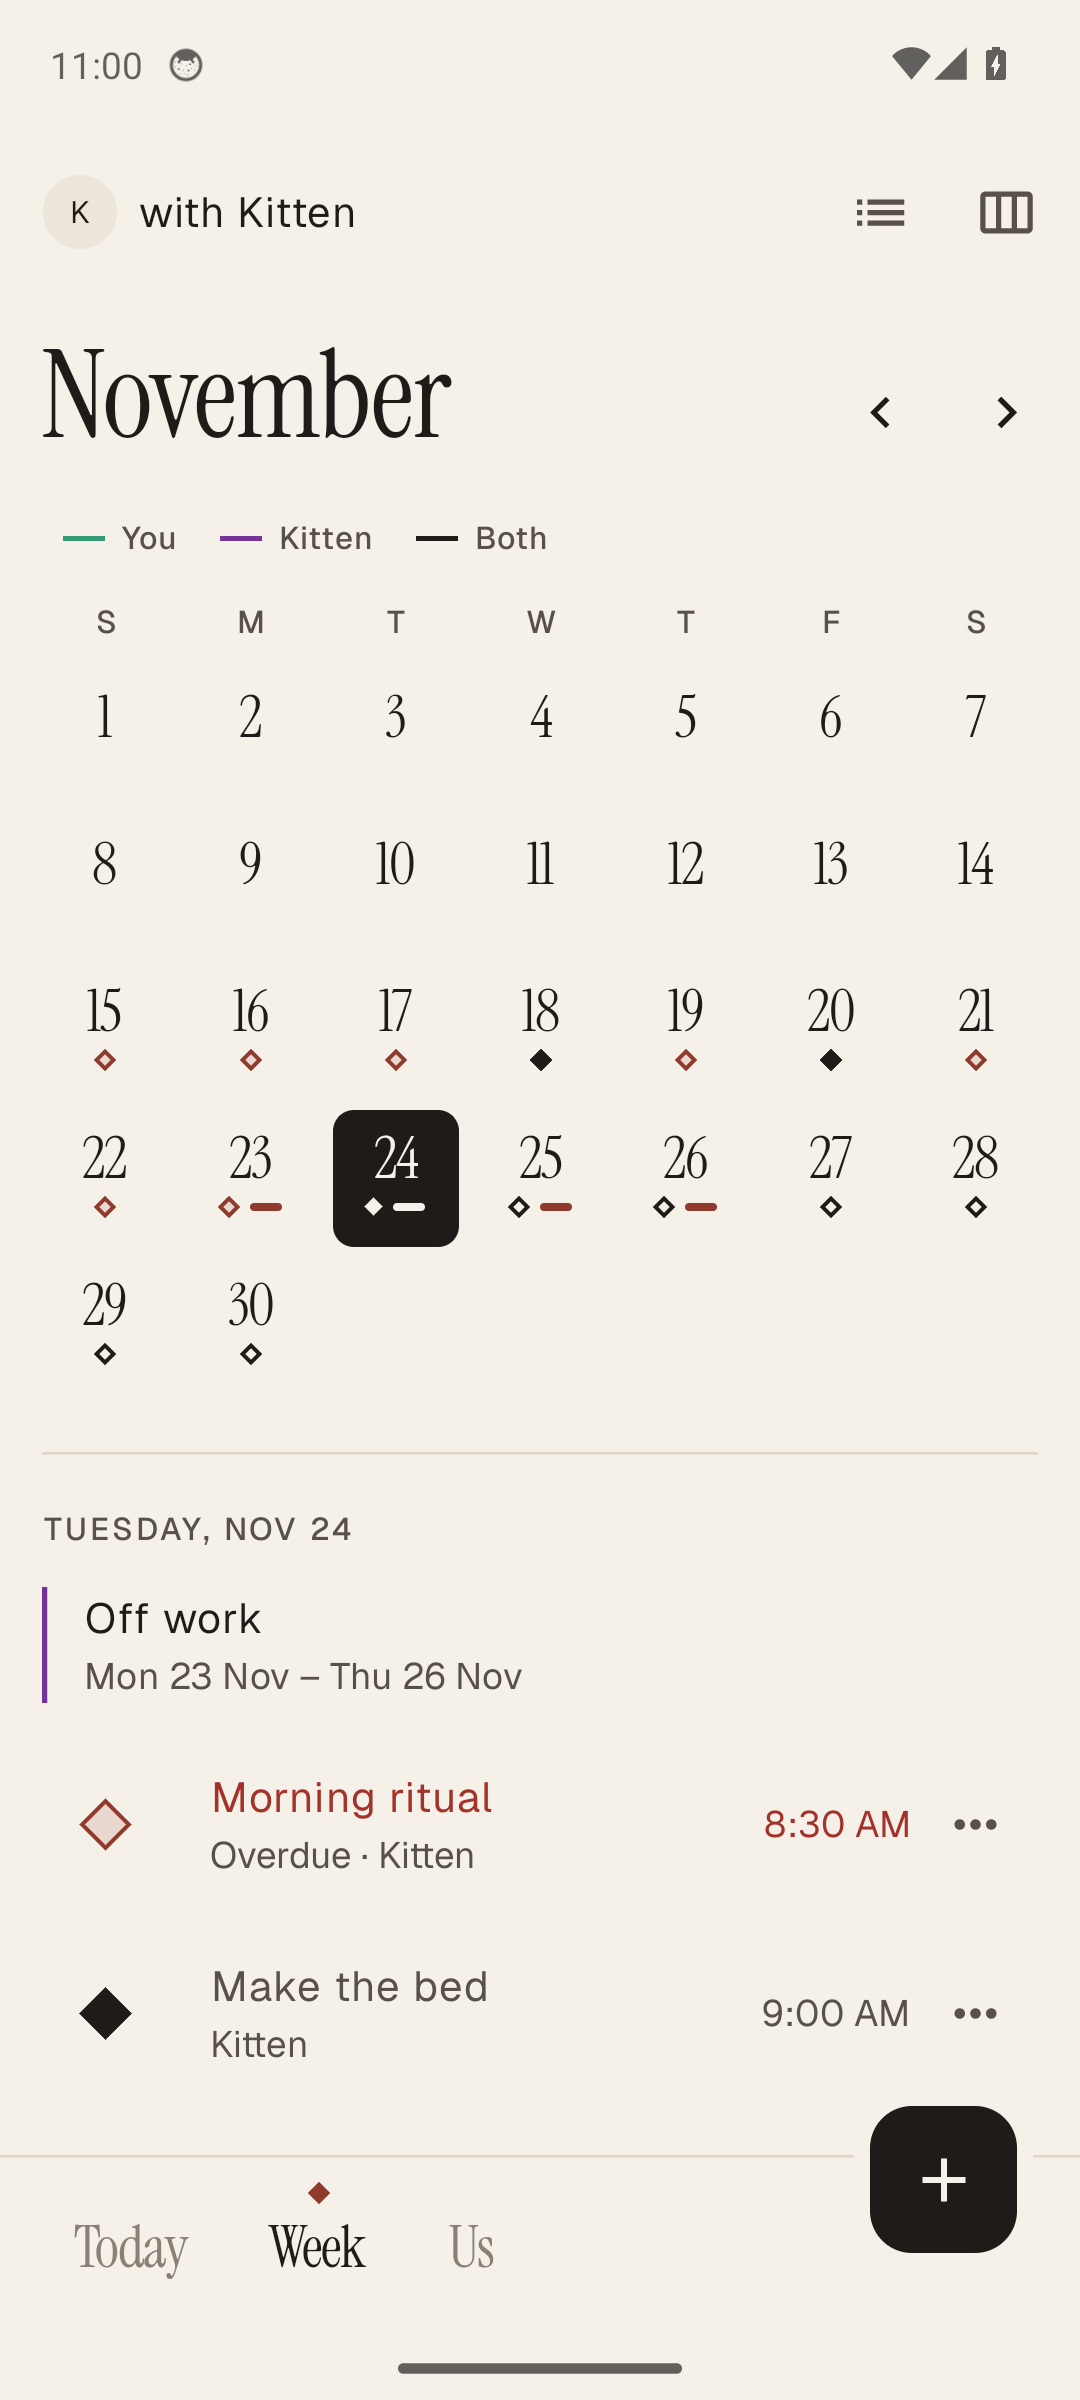 11:00
K with Kitten
November
You Kitten Both
S M T W T F S
1 2 3 4 5 6 7
8 9 10 11 12 13 14
15 16 17 18 19 20 21
22 23 24 25 26 27 28
29 30
TUESDAY, NOV 24
Off work
Mon 23 Nov – Thu 26 Nov
Morning ritual
8:30 AM
Overdue · Kitten
Make the bed
9:00 AM
Kitten
Today Week Us